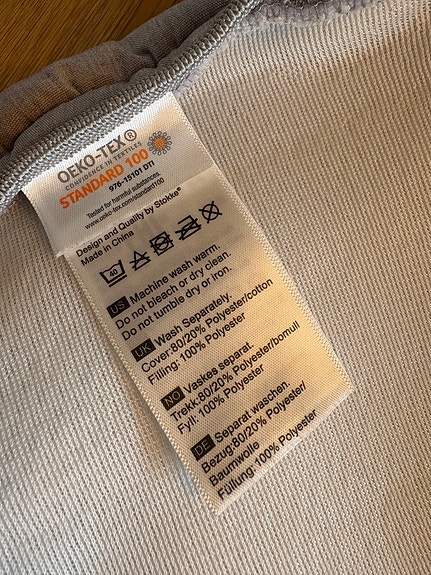 OEKO-TEX®
CONFIDENCE IN TEXTILES
STANDARD 100
976-15101 DTI
Tested for harmful substances.
www.oeko-tex.com/standard100
Design and Quality by Stokke®
Made in China
40
US Machine wash warm.
Do not bleach or dry clean.
Do not tumble dry or iron.
UK Wash Separately.
Cover:80/20% Polyester/cotton
Filling: 100% Polyester
NO Vaskes separat.
Trekk:80/20% Polyester/bomull
Fyll: 100% Polyester
DE Separat waschen.
Bezug:80/20% Polyester/
Baumwolle
Füllung: 100% Polyester